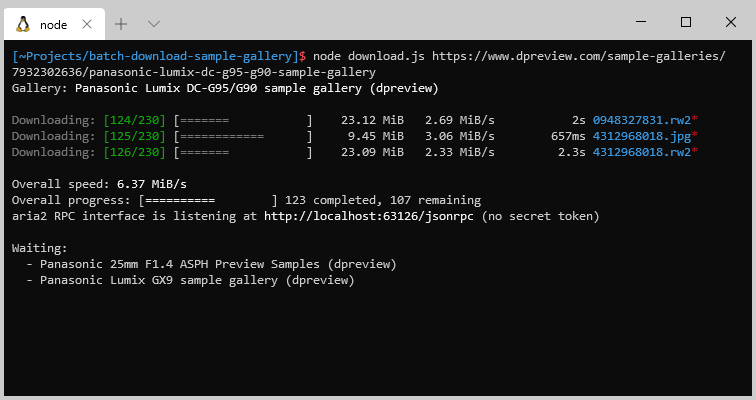 node
[~Projects/batch-download-sample-gallery]$ node download.js https://www.dpreview.com/sample-galleries/
7932302636/panasonic-lumix-dc-g95-g90-sample-gallery
Gallery: Panasonic Lumix DC-G95/G90 sample gallery (dpreview)
Downloading: [124/230] [=======           ] 23.12 MiB 2.69 MiB/s 2s 0948327831.rw2*
Downloading: [125/230] [============      ] 9.45 MiB 3.06 MiB/s 657ms 4312968018.jpg*
Downloading: [126/230] [=======           ] 23.09 MiB 2.33 MiB/s 2.3s 4312968018.rw2*
Overall speed: 6.37 MiB/s
Overall progress: [==========        ] 123 completed, 107 remaining
aria2 RPC interface is listening at http://localhost:63126/jsonrpc (no secret token)
Waiting:
- Panasonic 25mm F1.4 ASPH Preview Samples (dpreview)
- Panasonic Lumix GX9 sample gallery (dpreview)